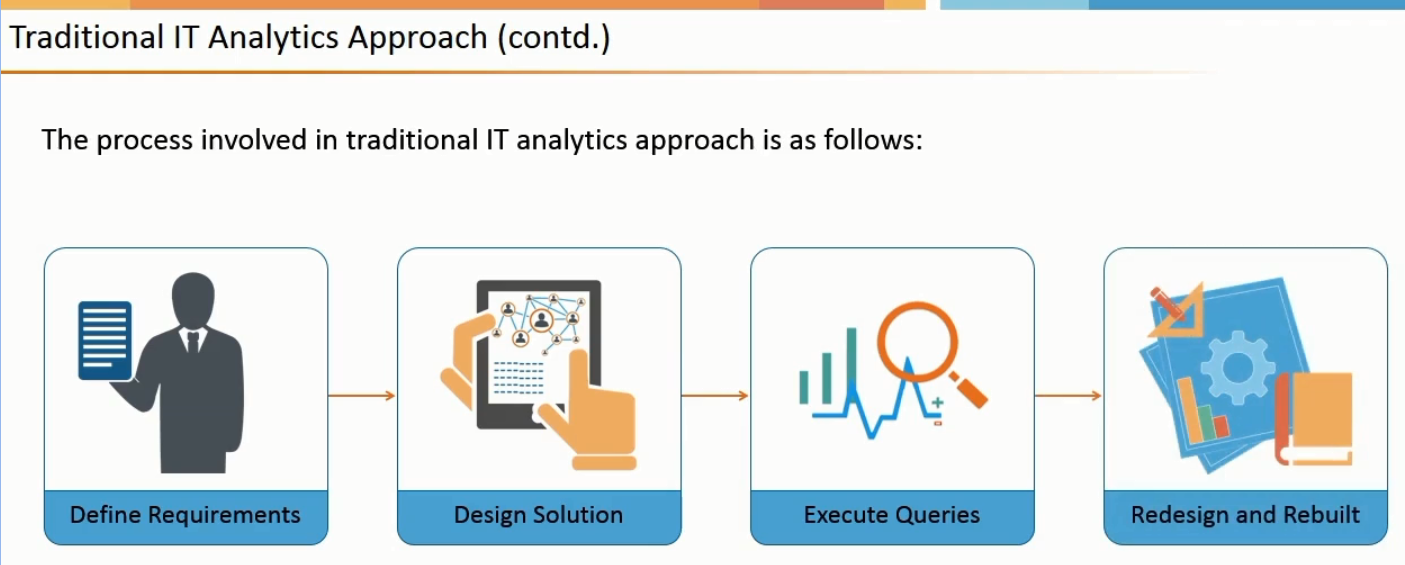 Traditional IT Analytics Approach (contd.)
The process involved in traditional IT analytics approach is as follows:
Define Requirements
Design Solution
Execute Queries
Redesign and Rebuilt